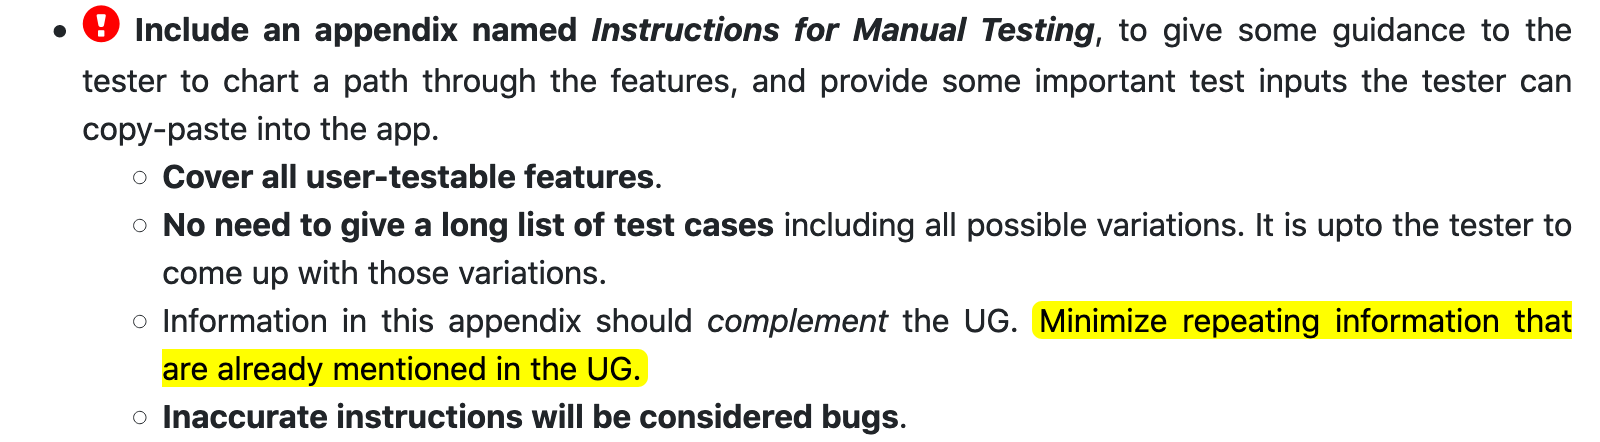 • ! Include an appendix named Instructions for Manual Testing, to give some guidance to the
tester to chart a path through the features, and provide some important test inputs the tester can
copy-paste into the app.
○ Cover all user-testable features.
○ No need to give a long list of test cases including all possible variations. It is upto the tester to
come up with those variations.
○ Information in this appendix should complement the UG. Minimize repeating information that
are already mentioned in the UG.
○ Inaccurate instructions will be considered bugs.